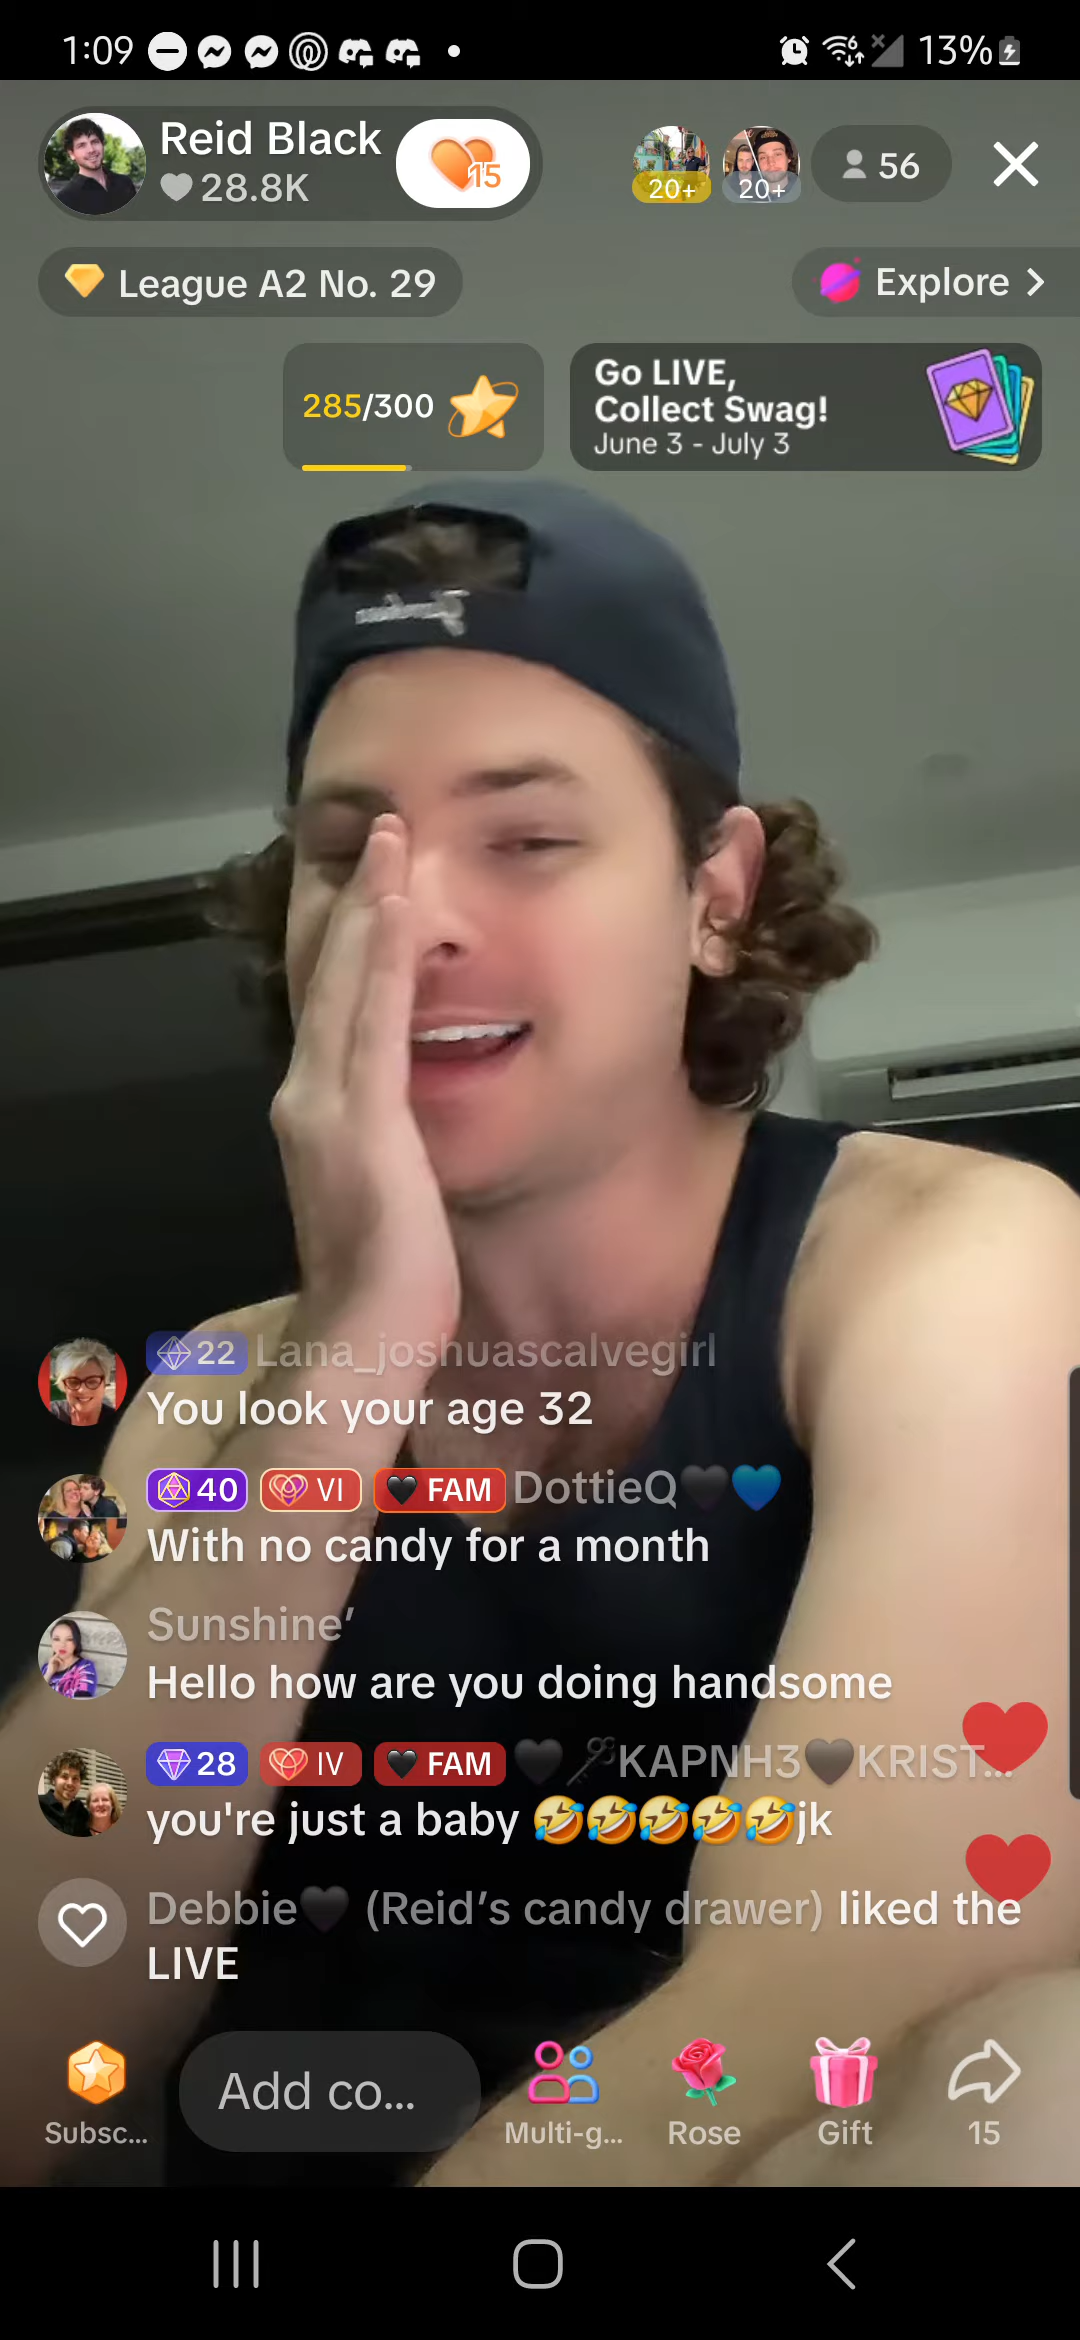 1:09 13%
Reid Black
28.8K
15
20+ 20+ 56
League A2 No. 29
Explore
285/300
Go LIVE,
Collect Swag!
June 3 - July 3
22 Lana_joshuascalvegirl
You look your age 32
40 VI 🖤 FAM DottieQ🖤💙
With no candy for a month
Sunshine’
Hello how are you doing handsome
28 IV 🖤 FAM 🖤🗝KAPNH3🖤KRIST...
you're just a baby 🤣🤣🤣🤣🤣jk
Debbie🖤 (Reid’s candy drawer) liked the
LIVE
Subsc...
Add co...
Multi-g...
Rose
Gift
15